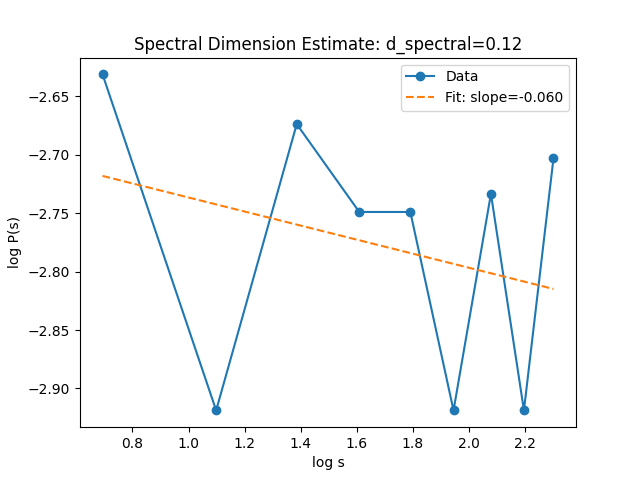 Spectral Dimension Estimate: d_spectral=0.12
Data
Fit: slope=-0.060
log P(s)
−2.65
−2.70
−2.75
−2.80
−2.85
−2.90
0.8 1.0 1.2 1.4 1.6 1.8 2.0 2.2
log s